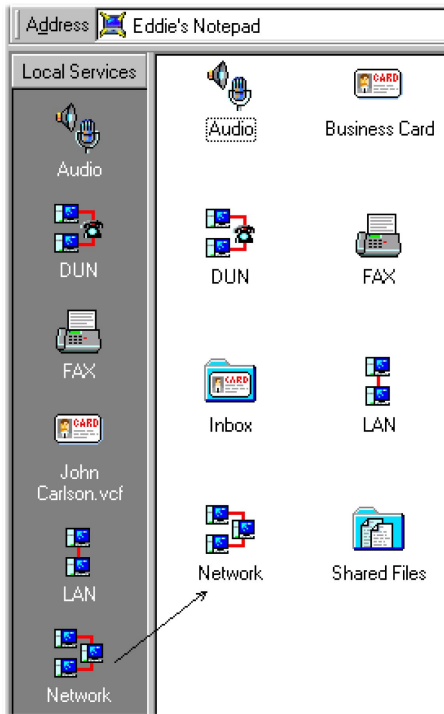 Address Eddie's Notepad
Local Services
Audio
DUN
FAX
John
Carlson.vcf
LAN
Network
Audio Business Card
CARD
DUN FAX
Inbox LAN
CARD
Network Shared Files
CARD